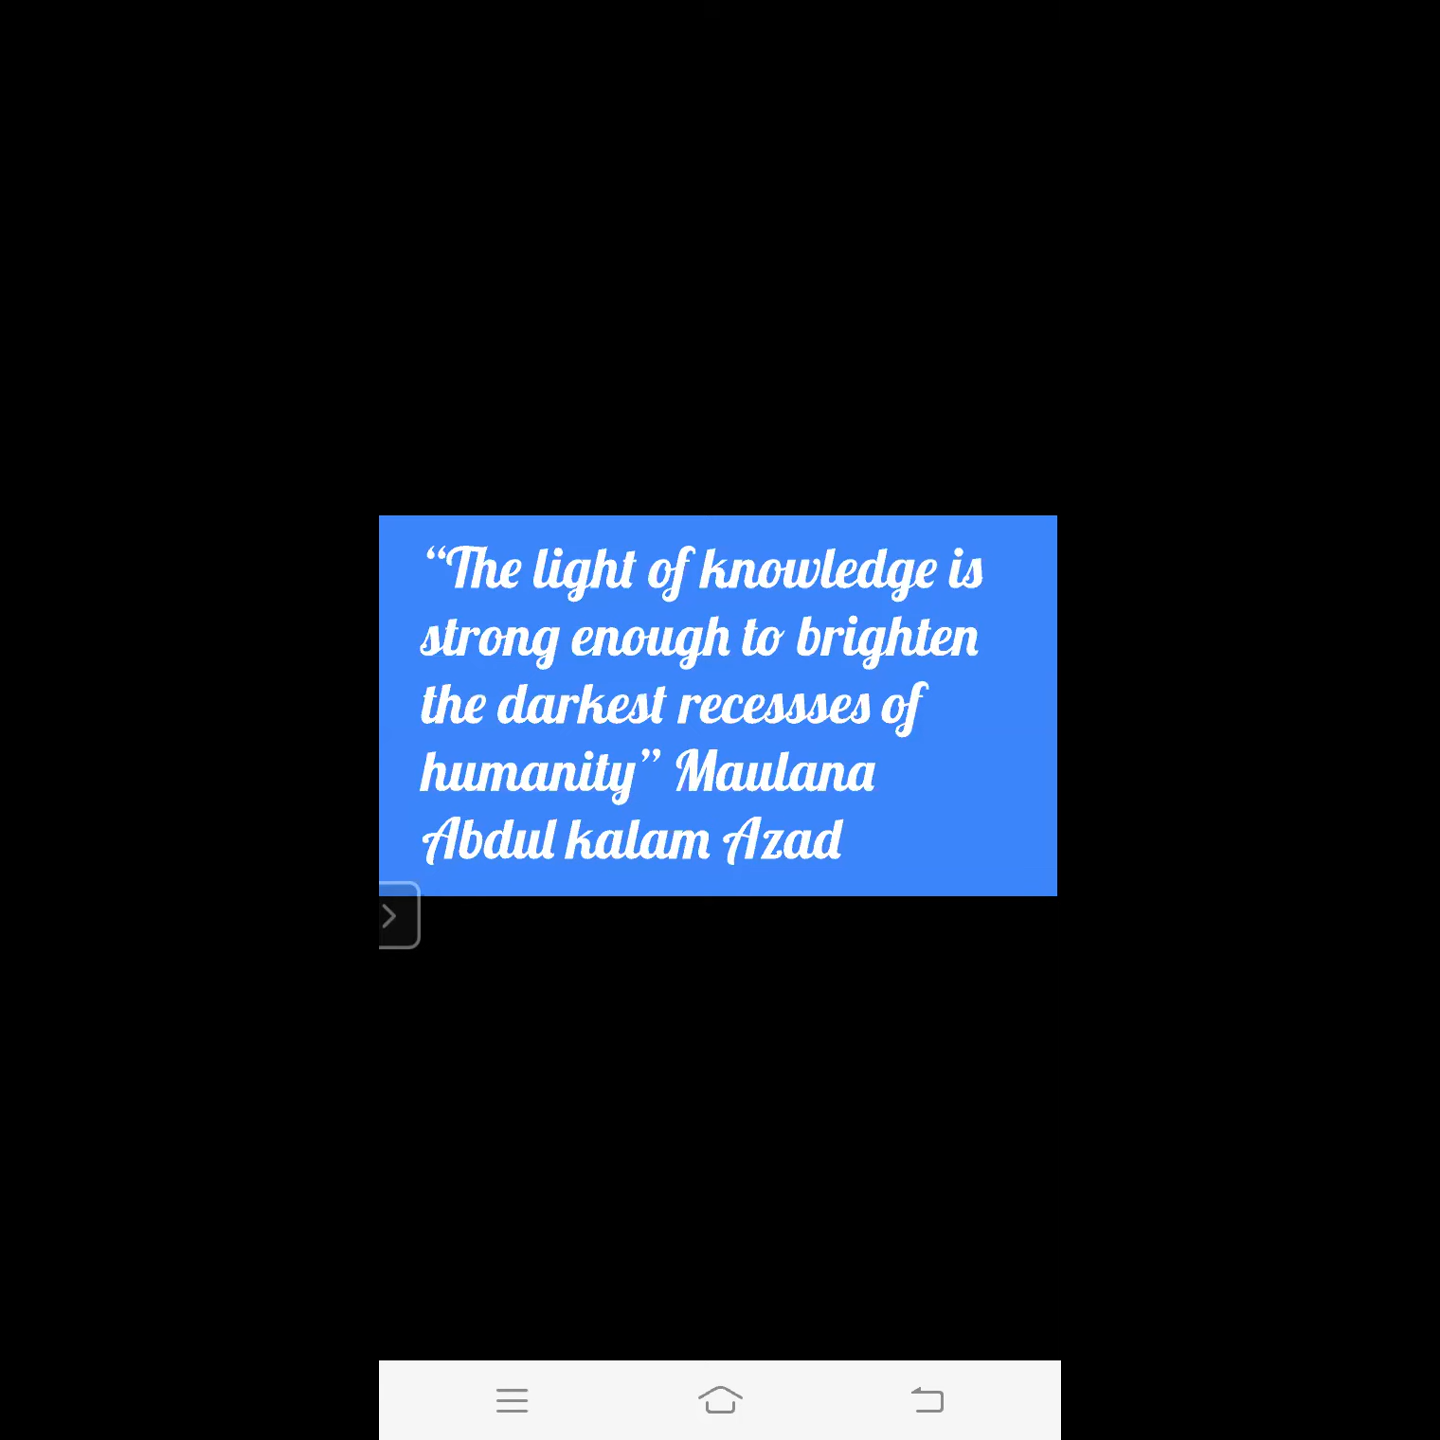 “The light of knowledge is
strong enough to brighten
the darkest recessses of
humanity” Maulana
Abdul kalam Azad